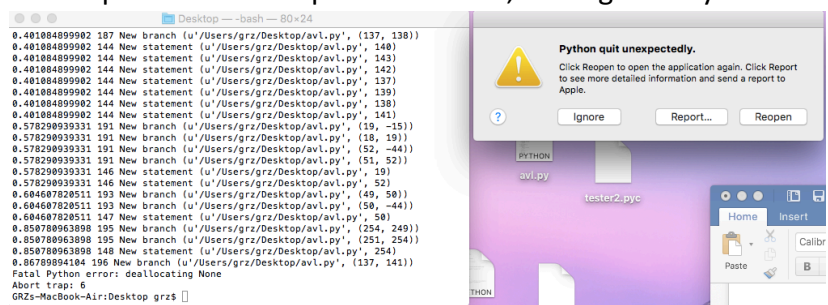 Desktop — -bash — 80×24
0.401084899902 187 New branch (u'/Users/grz/Desktop/avl.py', (137, 138))
0.401084899902 144 New statement (u'/Users/grz/Desktop/avl.py', 140)
0.401084899902 144 New statement (u'/Users/grz/Desktop/avl.py', 143)
0.401084899902 144 New statement (u'/Users/grz/Desktop/avl.py', 142)
0.401084899902 144 New statement (u'/Users/grz/Desktop/avl.py', 137)
0.401084899902 144 New statement (u'/Users/grz/Desktop/avl.py', 139)
0.401084899902 144 New statement (u'/Users/grz/Desktop/avl.py', 138)
0.401084899902 144 New statement (u'/Users/grz/Desktop/avl.py', 141)
0.578290939331 191 New branch (u'/Users/grz/Desktop/avl.py', (19, -15))
0.578290939331 191 New branch (u'/Users/grz/Desktop/avl.py', (18, 19))
0.578290939331 191 New branch (u'/Users/grz/Desktop/avl.py', (52, -44))
0.578290939331 191 New branch (u'/Users/grz/Desktop/avl.py', (51, 52))
0.578290939331 146 New statement (u'/Users/grz/Desktop/avl.py', 19)
0.578290939331 146 New statement (u'/Users/grz/Desktop/avl.py', 52)
0.604607820511 193 New branch (u'/Users/grz/Desktop/avl.py', (49, 50))
0.604607820511 193 New branch (u'/Users/grz/Desktop/avl.py', (50, -44))
0.604607820511 147 New statement (u'/Users/grz/Desktop/avl.py', 50)
0.850780963898 195 New branch (u'/Users/grz/Desktop/avl.py', (254, 249))
0.850780963898 195 New branch (u'/Users/grz/Desktop/avl.py', (251, 254))
0.850780963898 148 New statement (u'/Users/grz/Desktop/avl.py', 254)
0.86789894104 196 New branch (u'/Users/grz/Desktop/avl.py', (137, 141))
Fatal Python error: deallocating None
Abort trap: 6
GRZs-MacBook-Air:Desktop grz$
Python quit unexpectedly.
Click Reopen to open the application again. Click Report
to see more detailed information and send a report to
Apple.
?
Ignore
Report...
Reopen
PYTHON
avl.py
tester2.pyc
Home
Insert
Paste
Calibr
B
THON